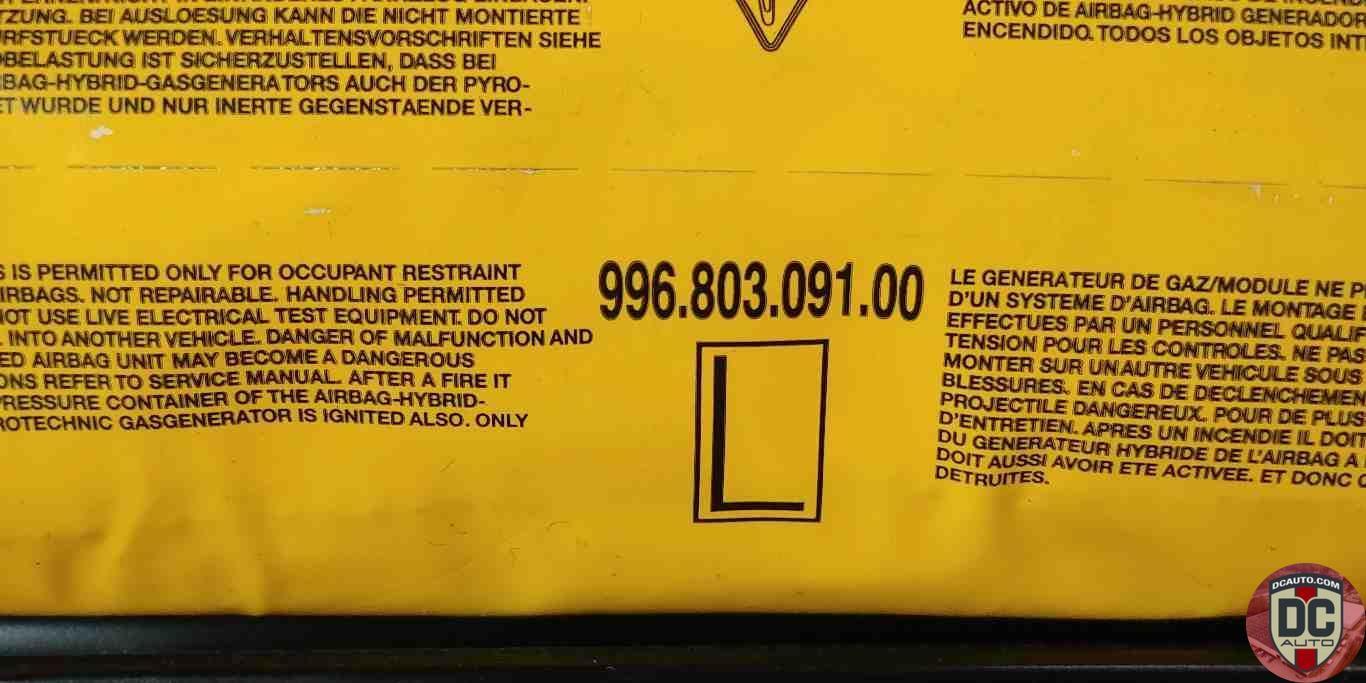 TZUNG. BEI AUSLOESUNG KANN DIE NICHT MONTIERTE
RFSTUECK WERDEN. VERHALTENSVORSCHRIFTEN SIEHE
OBELASTUNG IST SICHERZUSTELLEN, DASS BEI
BAG-HYBRID-GASGENERATORS AUCH DER PYRO-
ET WURDE UND NUR INERTE GEGENSTAENDE VER-
ACTIVO DE AIRBAG-HYBRID GENERADOR
ENCENDIDO. TODOS LOS OBJETOS INT
S IS PERMITTED ONLY FOR OCCUPANT RESTRAINT
IRBAGS. NOT REPAIRABLE. HANDLING PERMITTED
NOT USE LIVE ELECTRICAL TEST EQUIPMENT. DO NOT
INTO ANOTHER VEHICLE. DANGER OF MALFUNCTION AND
ED AIRBAG UNIT MAY BECOME A DANGEROUS
ONS REFER TO SERVICE MANUAL. AFTER A FIRE IT
PRESSURE CONTAINER OF THE AIRBAG-HYBRID-
ROTECHNIC GASGENERATOR IS IGNITED ALSO. ONLY
996.803.091.00
L
LE GENERATEUR DE GAZ/MODULE NE P
D'UN SYSTEME D'AIRBAG. LE MONTAGE
EFFECTUES PAR UN PERSONNEL QUALIF
TENSION POUR LES CONTROLES. NE PAS
MONTER SUR UN AUTRE VEHICULE SOUS
BLESSURES. EN CAS DE DECLENCHEMEN
PROJECTILE DANGEREUX. POUR DE PLUS
D'ENTRETIEN. APRES UN INCENDIE IL DOIT
DU GENERATEUR HYBRIDE DE L'AIRBAG A
DOIT AUSSI AVOIR ETE ACTIVEE. ET DONC
DETRUITES.
DCAUTO.COM
DC
AUTO